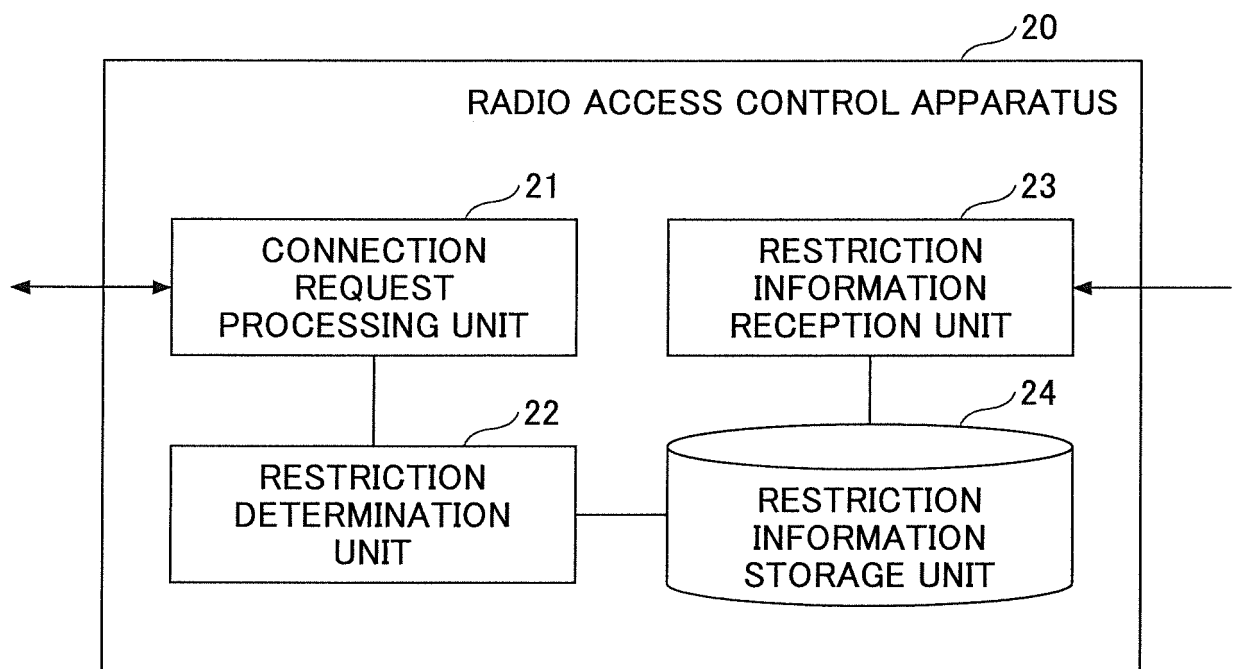 20
RADIO ACCESS CONTROL APPARATUS
21
CONNECTION
REQUEST
PROCESSING UNIT
23
RESTRICTION
INFORMATION
RECEPTION UNIT
22
RESTRICTION
DETERMINATION
UNIT
24
RESTRICTION
INFORMATION
STORAGE UNIT